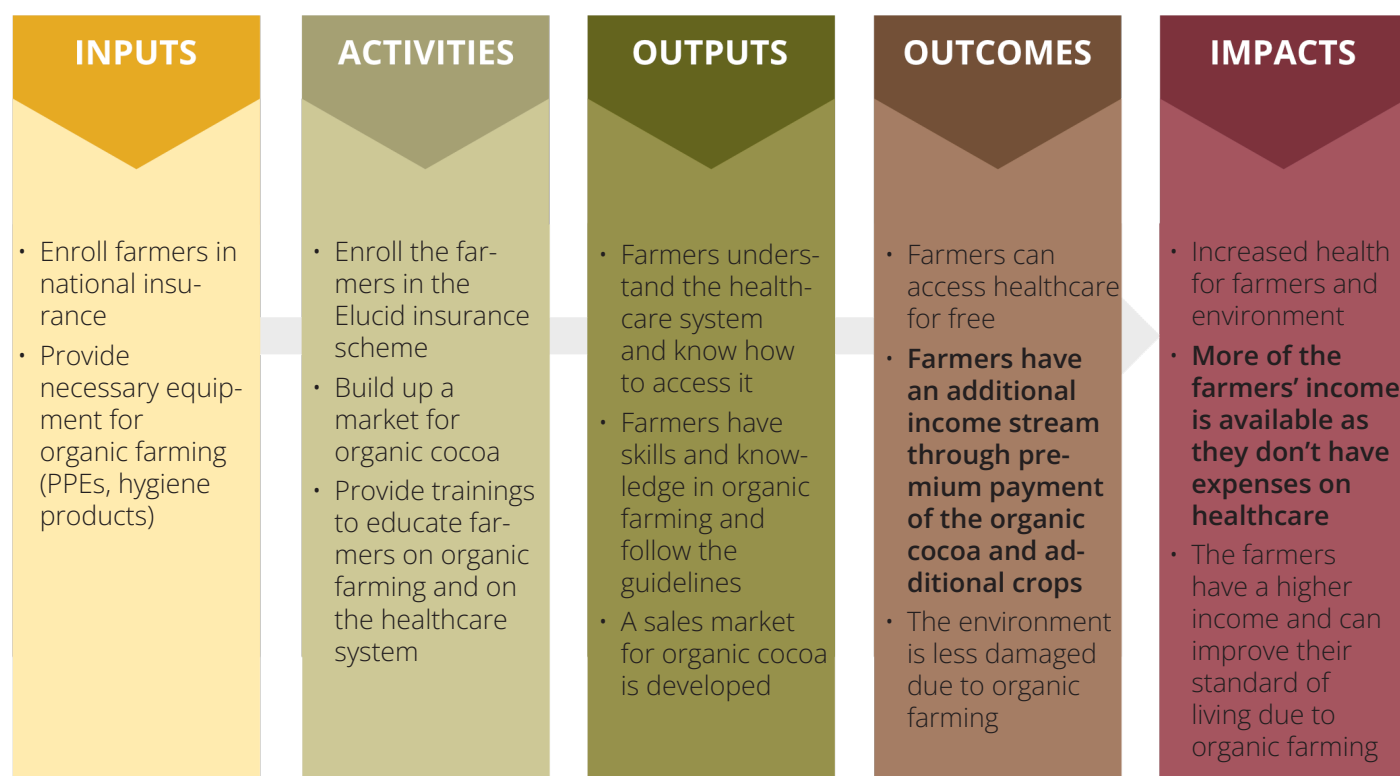 INPUTS
Enroll farmers in
national insu-
rance
Provide
necessary equip-
ment for
organic farming
(PPEs, hygiene
products)
ACTIVITIES
Enroll the far-
mers in the
Elucid insurance
scheme
Build up a
market for
organic cocoa
Provide trainings
to educate far-
mers on organic
farming and on
the healthcare
system
OUTPUTS
Farmers unders-
tand the health-
care system
and know how
to access it
Farmers have
skills and know-
ledge in organic
farming and
follow the
guidelines
A sales market
for organic cocoa
is developed
OUTCOMES
Farmers can
access healthcare
for free
Farmers have
an additional
income stream
through pre-
mium payment
of the organic
cocoa and ad-
ditional crops
The environment
is less damaged
due to organic
farming
IMPACTS
Increased health
for farmers and
environment
More of the
farmers’ income
is available as
they don’t have
expenses on
healthcare
The farmers
have a higher
income and can
improve their
standard of
living due to
organic farming